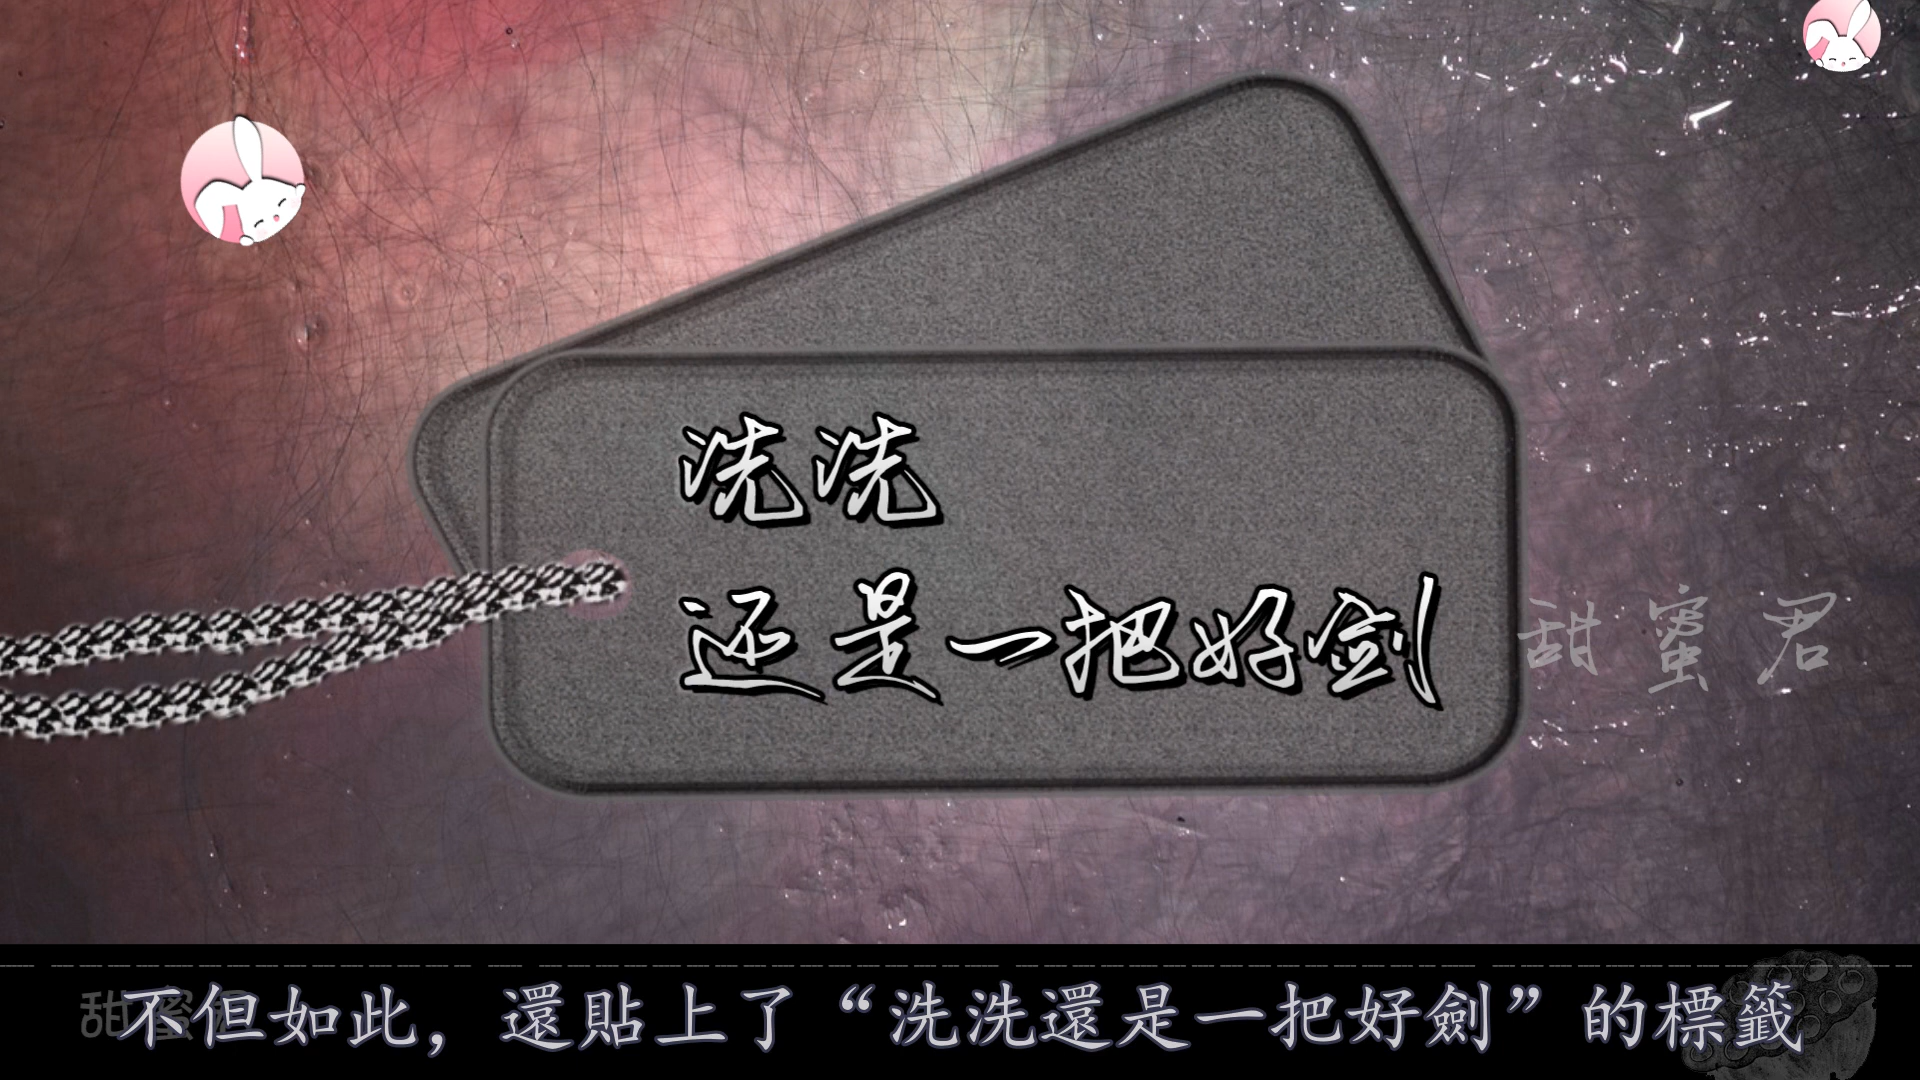 洗洗
还是一把好剑
甜蜜君
不但如此，還貼上了“洗洗還是一把好劍”的標籤